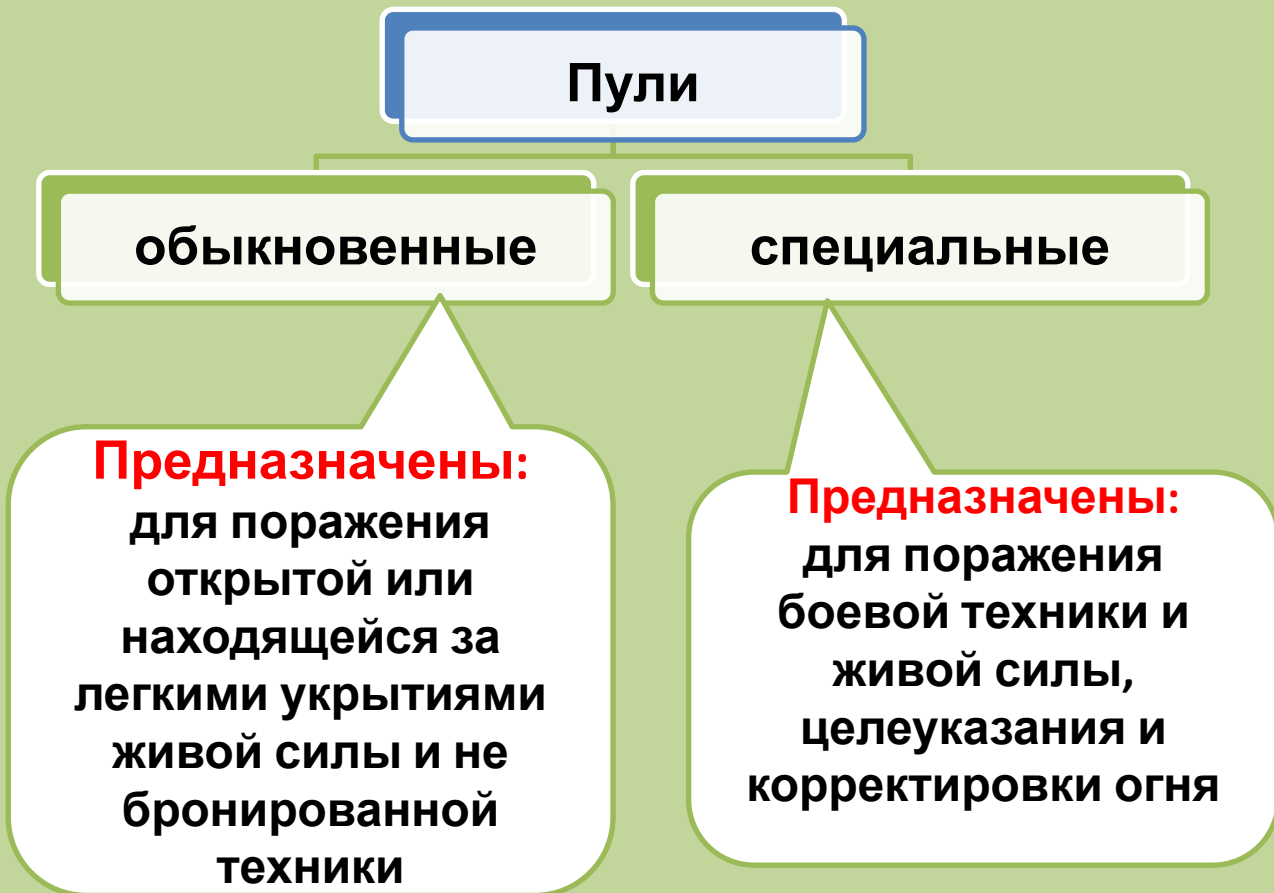 Пули
обыкновенные
специальные
Предназначены:
для поражения
открытой или
находящейся за
легкими укрытиями
живой силы и не
бронированной
техники
Предназначены:
для поражения
боевой техники и
живой силы,
целеуказания и
корректировки огня